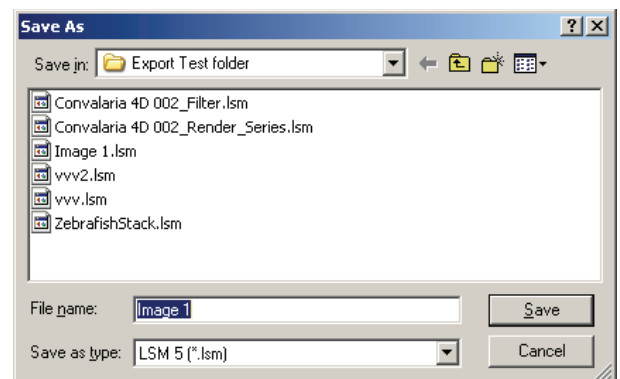 Save As
Save in: Export Test folder
Convalaria 4D 002_Filter.lsm
Convalaria 4D 002_Render_Series.lsm
Image 1.lsm
vvv2.lsm
vvv.lsm
ZebrafishStack.lsm
File name: Image 1 Save
Save as type: LSM 5 (*.lsm) Cancel